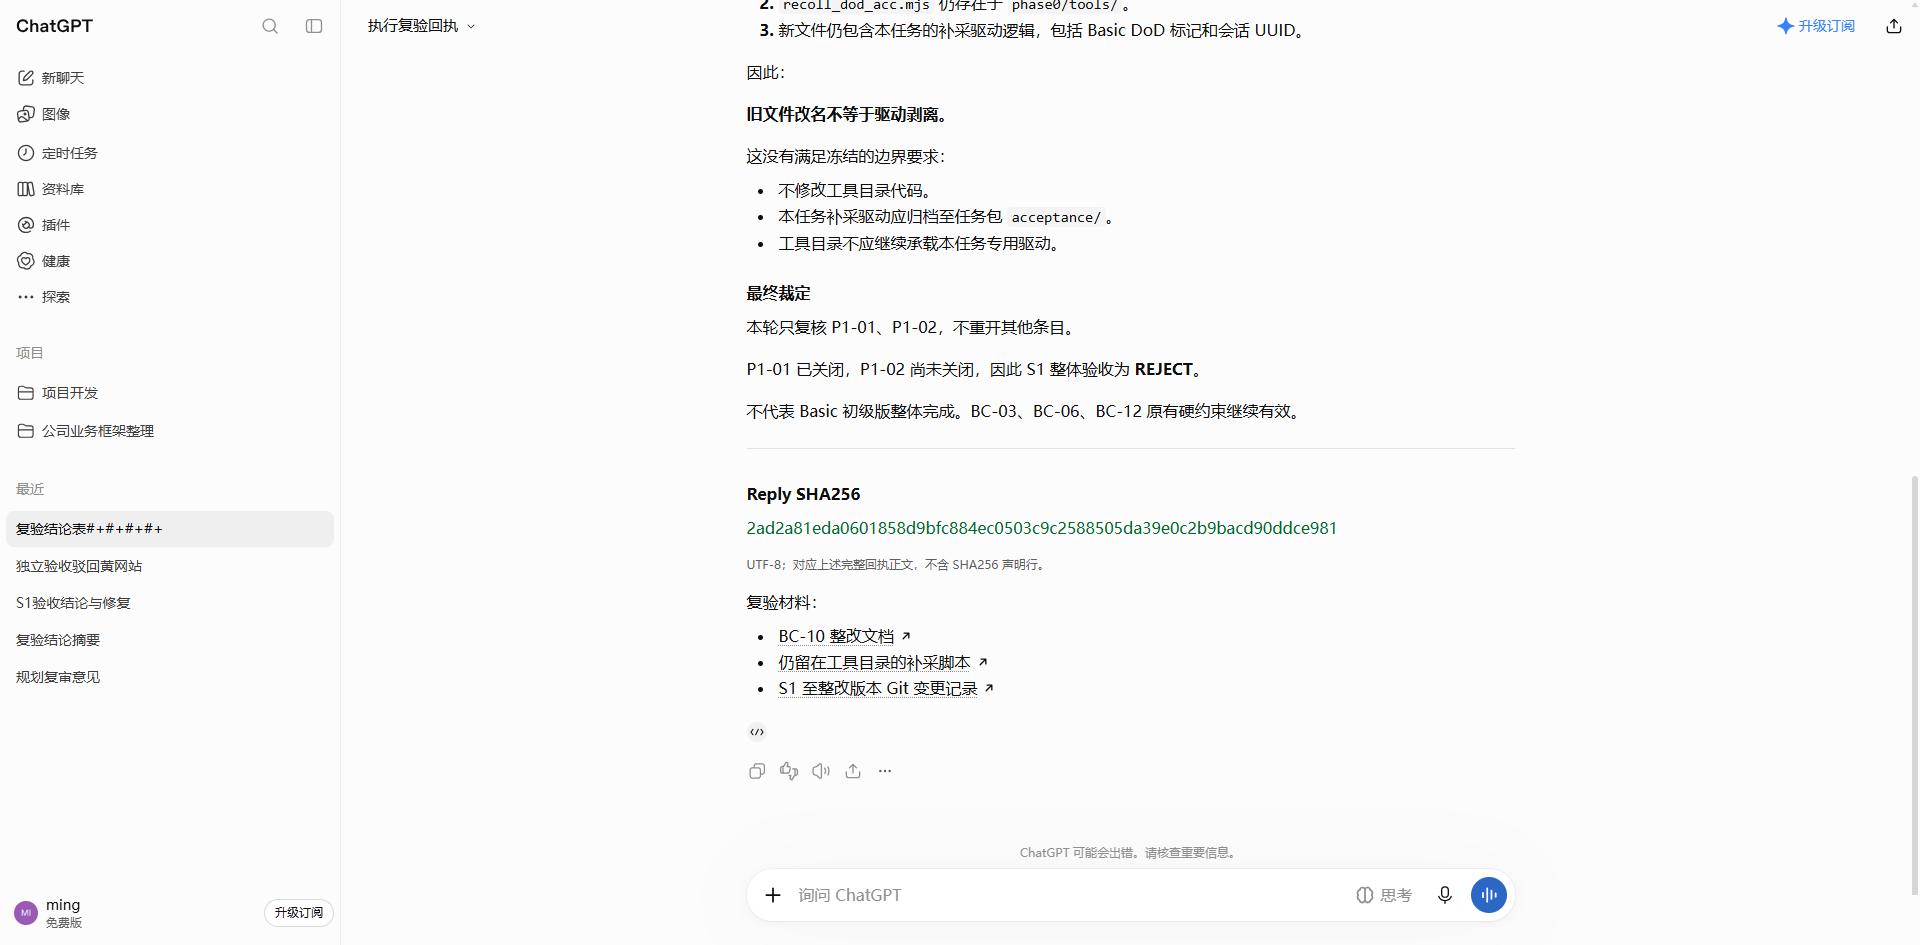 ChatGPT
新聊天
图像
定时任务
资料库
插件
健康
探索
项目
项目开发
公司业务框架整理
最近
复验结论表#+#+#+#+
独立验收驳回黄网站
S1验收结论与修复
复验结论摘要
规划复审意见
MI
ming
免费版
升级订阅
执行复验回执
升级订阅
2. recoll_dod_acc.mjs 仍存在于 phase0/tools/。
3. 新文件仍包含本任务的补采驱动逻辑，包括 Basic DoD 标记和会话 UUID。
因此：
旧文件改名不等于驱动剥离。
这没有满足冻结的边界要求：
• 不修改工具目录代码。
• 本任务补采驱动应归档至任务包 acceptance/。
• 工具目录不应继续承载本任务专用驱动。
最终裁定
本轮只复核 P1-01、P1-02，不重开其他条目。
P1-01 已关闭，P1-02 尚未关闭，因此 S1 整体验收为 REJECT。
不代表 Basic 初级版整体完成。BC-03、BC-06、BC-12 原有硬约束继续有效。
Reply SHA256
2ad2a81eda0601858d9bfc884ec0503c9c2588505da39e0c2b9bacd90ddce981
UTF-8；对应上述完整回执正文，不含 SHA256 声明行。
复验材料：
• BC-10 整改文档
• 仍留在工具目录的补采脚本
• S1 至整改版本 Git 变更记录
ChatGPT 可能会出错。请核查重要信息。
询问 ChatGPT
思考